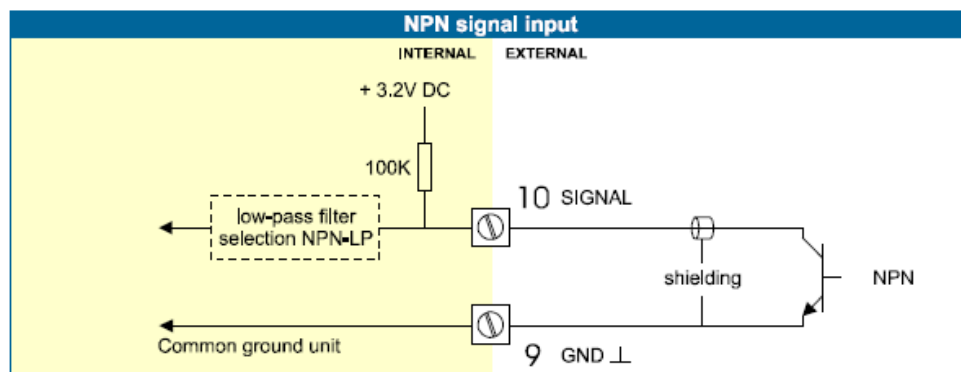 NPN signal input
INTERNAL
EXTERNAL
+ 3.2V DC
100K
10 SIGNAL
low-pass filter
selection NPN-LP
shielding
NPN
Common ground unit
9 GND ⊥